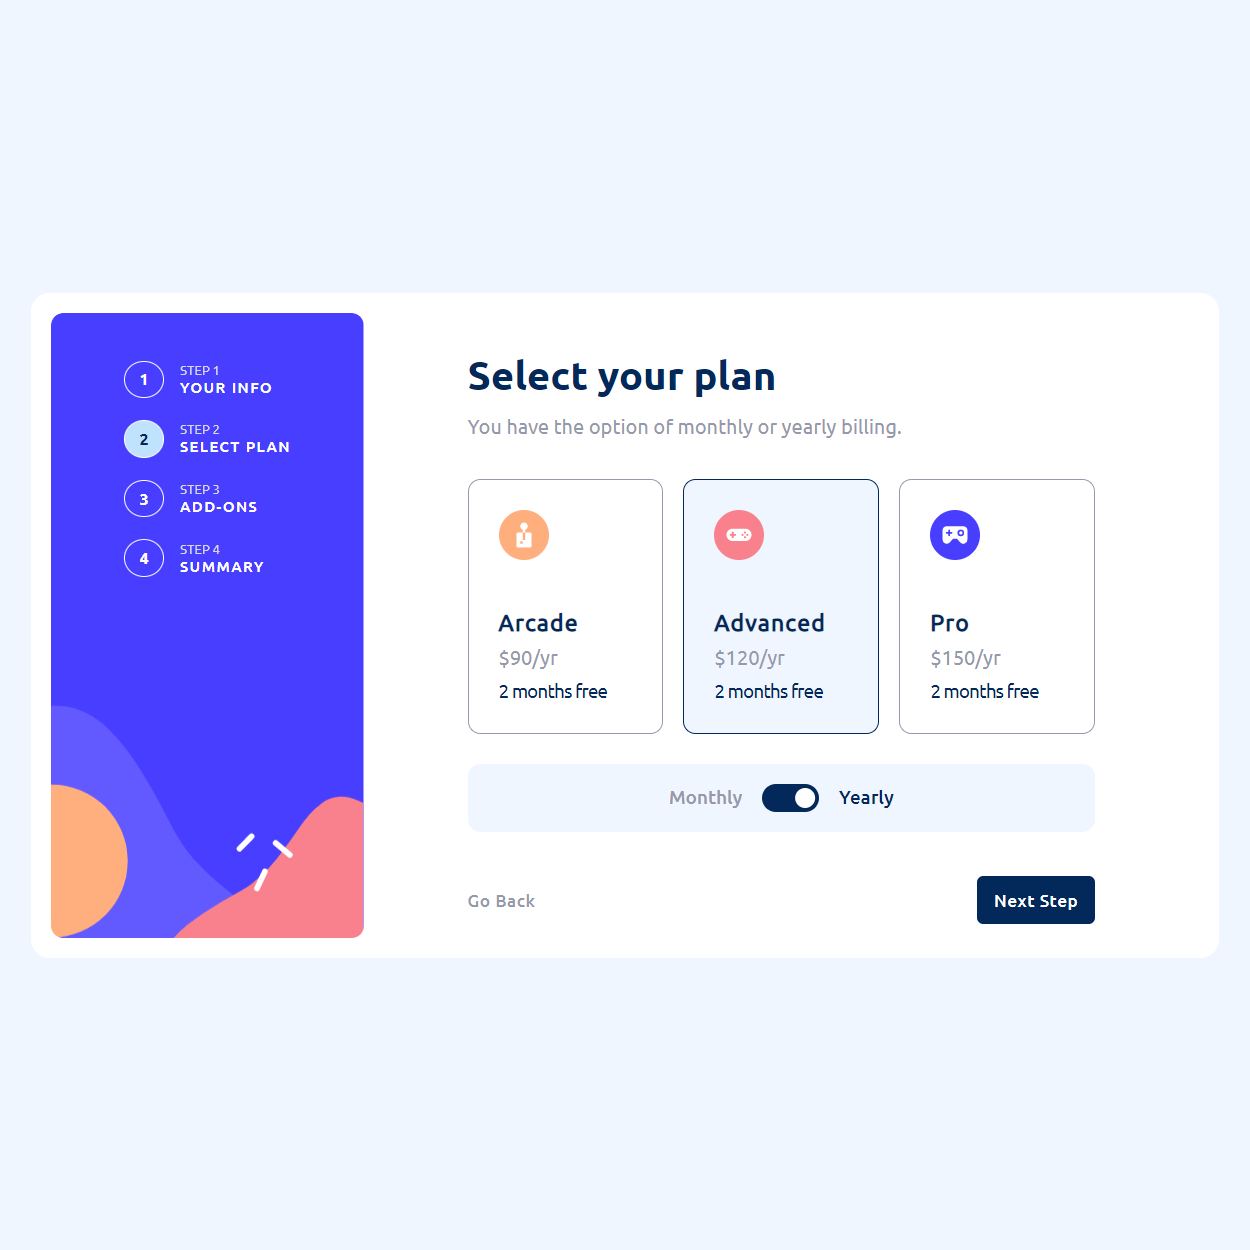 1
STEP 1
YOUR INFO
2
STEP 2
SELECT PLAN
3
STEP 3
ADD-ONS
4
STEP 4
SUMMARY
Select your plan
You have the option of monthly or yearly billing.
Arcade
$90/yr
2 months free
Advanced
$120/yr
2 months free
Pro
$150/yr
2 months free
Monthly
Yearly
Go Back
Next Step